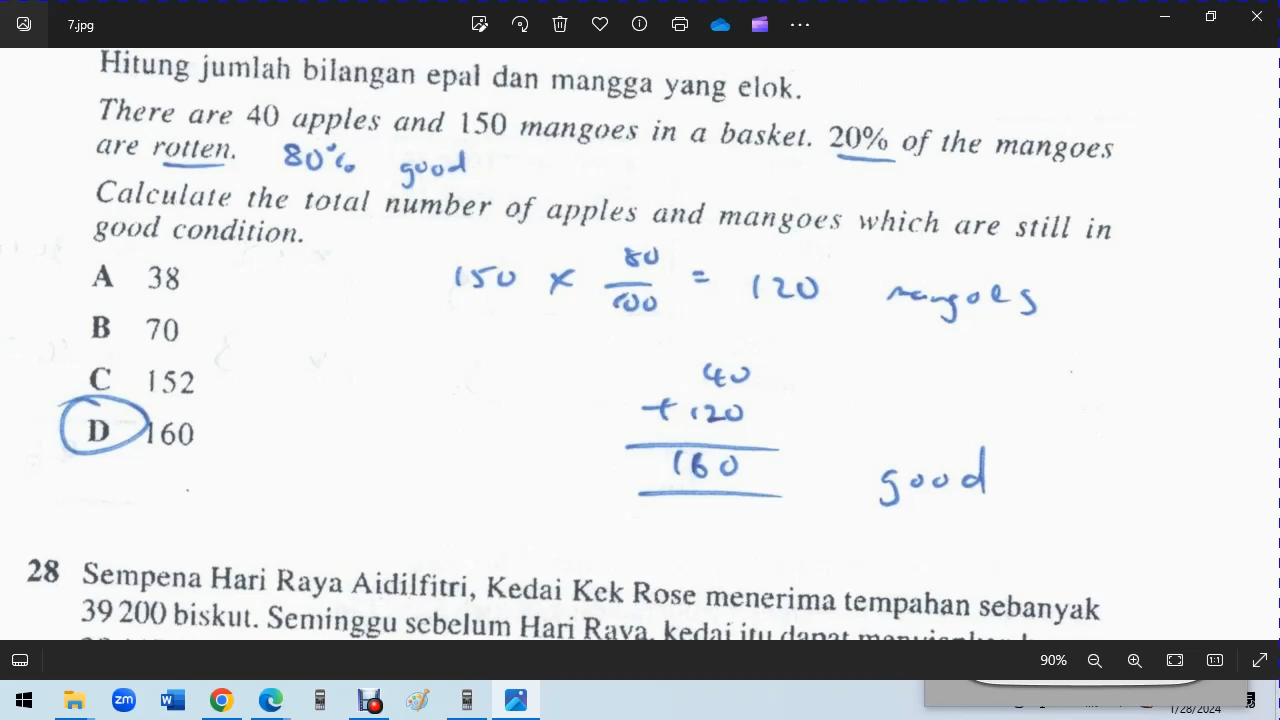 7.jpg
Hitung jumlah bilangan epal dan mangga yang elok.
There are 40 apples and 150 mangoes in a basket. 20% of the mangoes
are rotten. 80% good
Calculate the total number of apples and mangoes which are still in
good condition.
A 38
150 × 80/100 = 120 mangoes
B 70
C 152
40
+ 120
D 160
160 good
28 Sempena Hari Raya Aidilfitri, Kedai Kek Rose menerima tempahan sebanyak
39 200 biskut. Seminggu sebelum Hari Raya, kedai itu dapat
90%
1:1
zm
W
1/28/2024